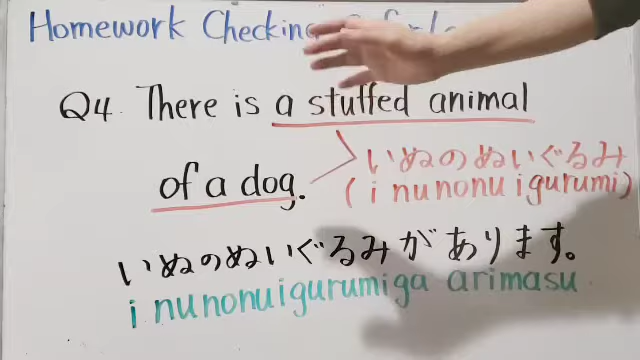 Homework Checking
Q4. There is a stuffed animal
of a dog.
いぬのぬいぐるみ
(inunonuigurumi)
いぬのぬいぐるみがあります。
inunonuigurumiga arimasu